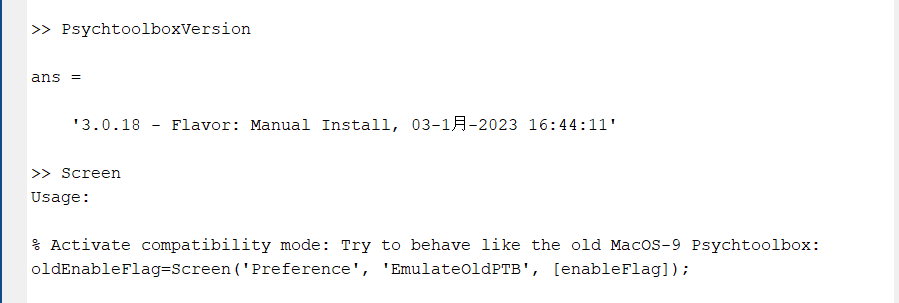 >> PsychtoolboxVersion
ans =
'3.0.18 - Flavor: Manual Install, 03-1月-2023 16:44:11'
>> Screen
Usage:
% Activate compatibility mode: Try to behave like the old MacOS-9 Psychtoolbox:
oldEnableFlag=Screen('Preference', 'EmulateOldPTB', [enableFlag]);